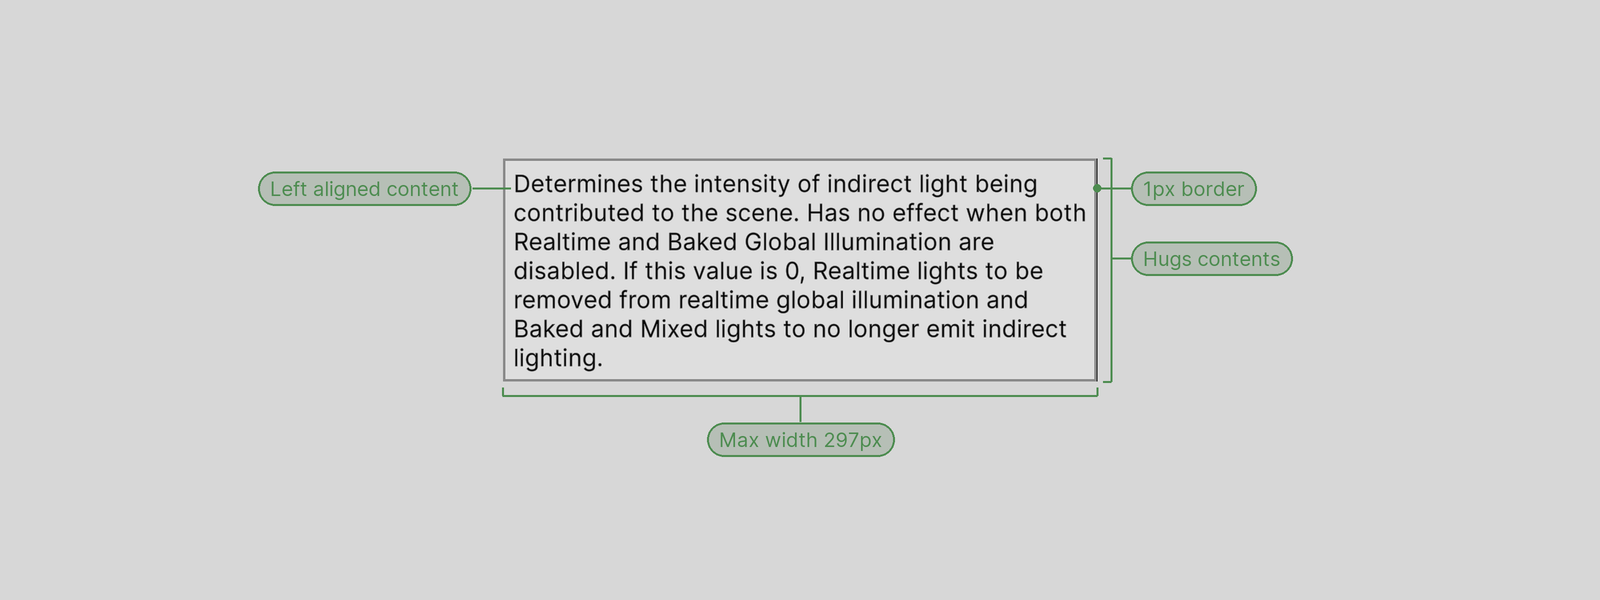 Left aligned content
Determines the intensity of indirect light being
contributed to the scene. Has no effect when both
Realtime and Baked Global Illumination are
disabled. If this value is 0, Realtime lights to be
removed from realtime global illumination and
Baked and Mixed lights to no longer emit indirect
lighting.
1px border
Hugs contents
Max width 297px